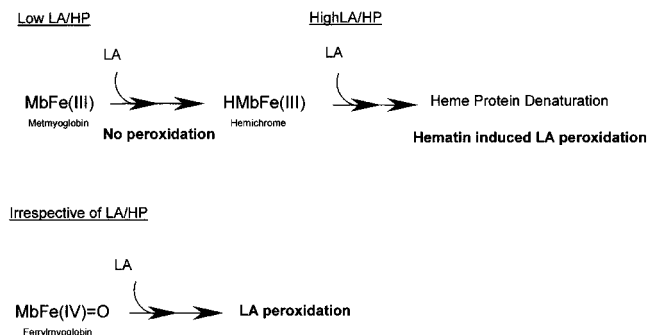 Low LA/HP
HighLA/HP
LA
LA
MbFe(III)
HMbFe(III)
Heme Protein Denaturation
Metmyoglobin
Hemichrome
No peroxidation
Hematin induced LA peroxidation
Irrespective of LA/HP
LA
MbFe(IV)=O
LA peroxidation
Ferrylmyoglobin